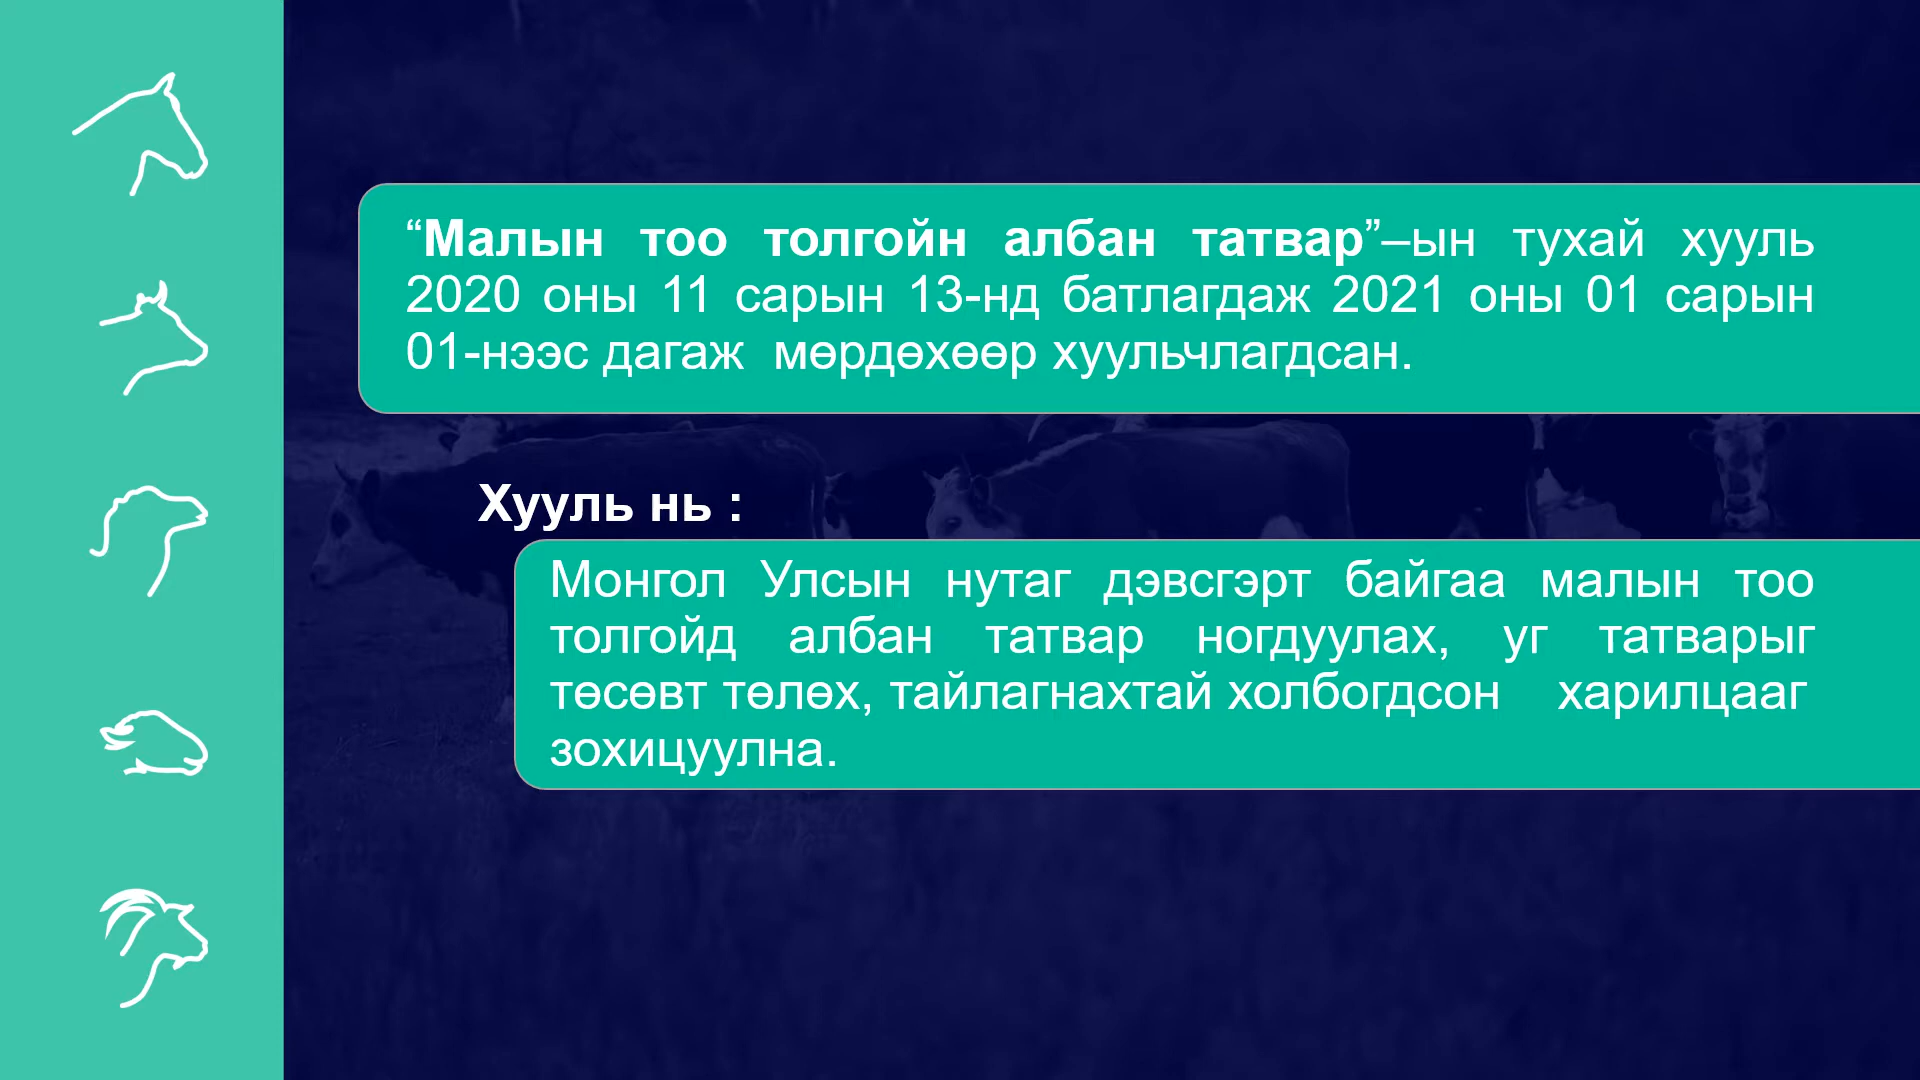 “Малын тоо толгойн албан татвар”–ын тухай хууль
2020 оны 11 сарын 13-нд батлагдаж 2021 оны 01 сарын
01-нээс дагаж мөрдөхөөр хуульчлагдсан.
Хууль нь :
Монгол Улсын нутаг дэвсгэрт байгаа малын тоо
толгойд албан татвар ногдуулах, уг татварыг
төсөвт төлөх, тайлагнахтай холбогдсон харилцааг
зохицуулна.